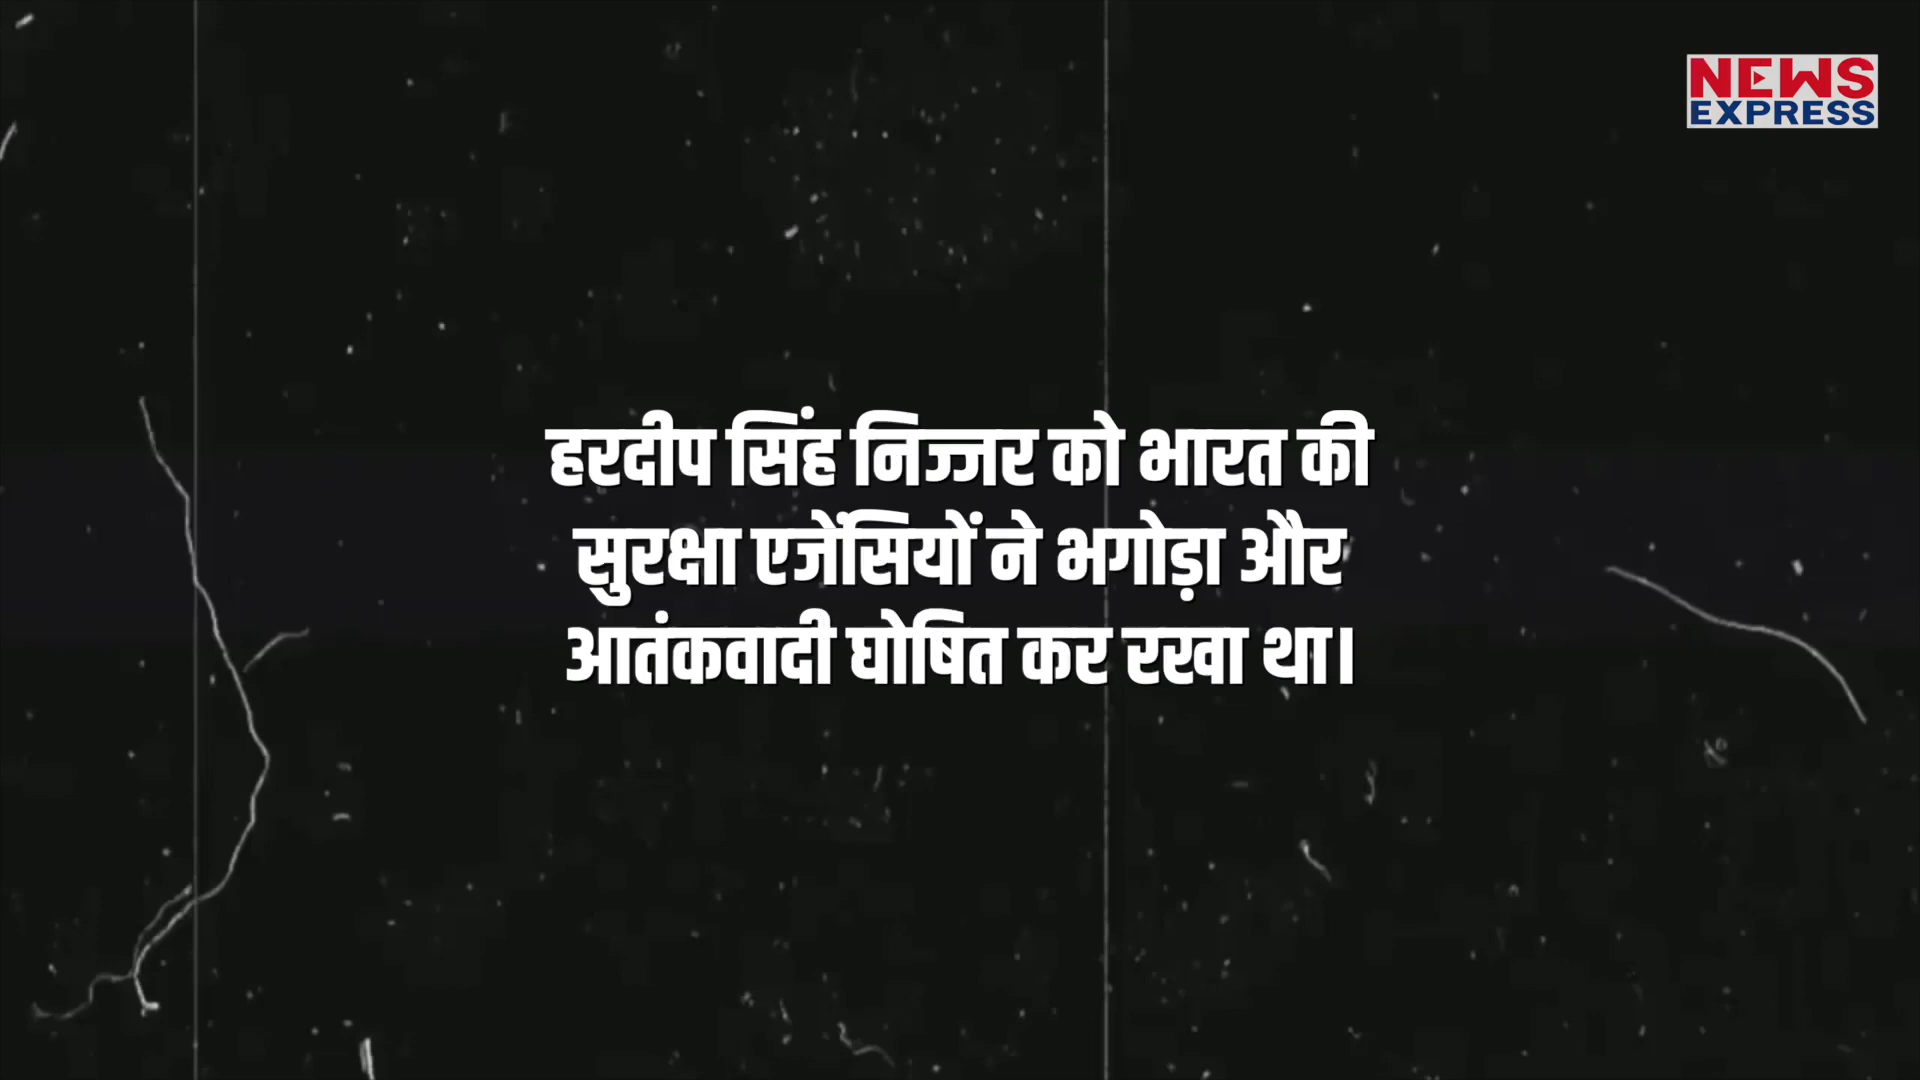 NEWS
EXPRESS
हरदीप सिंह निज्जर को भारत की
सुरक्षा एजेंसियों ने भगोड़ा और
आतंकवादी घोषित कर रखा था।